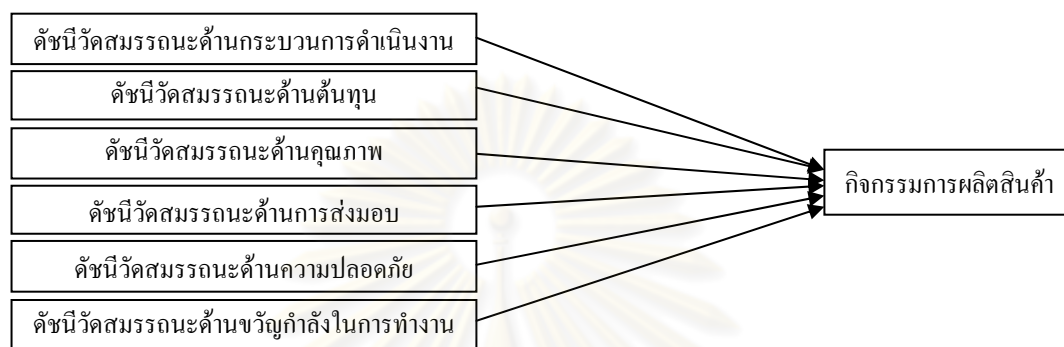 ดัชนีวัดสมรรถนะด้านกระบวนการดำเนินงาน
ดัชนีวัดสมรรถนะด้านต้นทุน
ดัชนีวัดสมรรถนะด้านคุณภาพ
ดัชนีวัดสมรรถนะด้านการส่งมอบ
ดัชนีวัดสมรรถนะด้านความปลอดภัย
ดัชนีวัดสมรรถนะด้านขวัญกำลังในการทำงาน
กิจกรรมการผลิตสินค้า